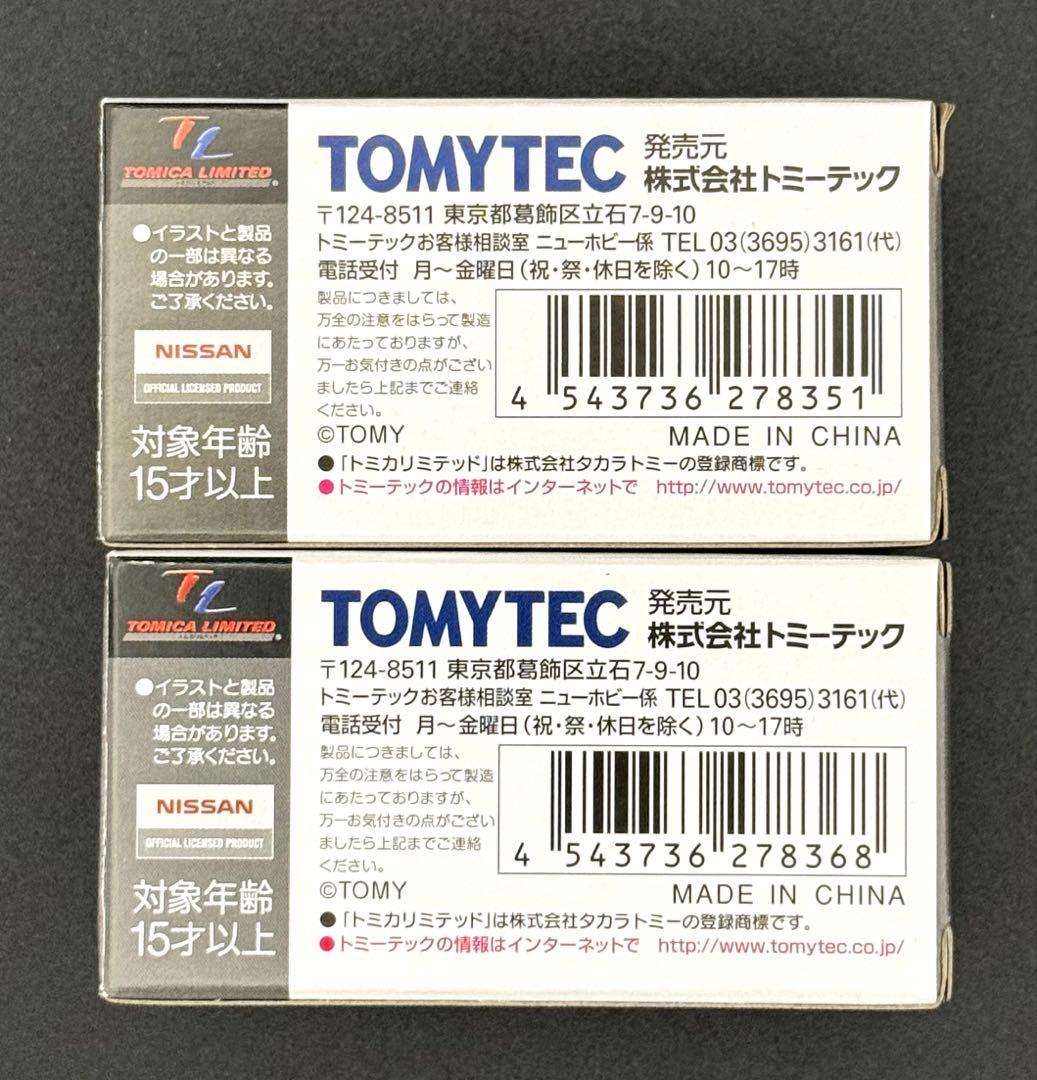 TL
TOMICA LIMITED
●イラストと製品
の一部は異なる
場合があります。
ご了承ください。
NISSAN
OFFICIAL LICENSED PRODUCT
対象年齢
15才以上
TOMYTEC 発売元
株式会社トミーテック
〒124-8511 東京都葛飾区立石7-9-10
トミーテックお客様相談室 ニューホビー係 TEL 03(3695)3161(代)
電話受付 月〜金曜日(祝・祭・休日を除く)10〜17時
製品につきましては、
万全の注意をはらって製造
にあたっておりますが、
万一お気付きの点がござい
ましたら上記までご連絡
ください。
4 543736 278351
©TOMY MADE IN CHINA
●「トミカリミテッド」は株式会社タカラトミーの登録商標です。
●トミーテックの情報はインターネットで http://www.tomytec.co.jp/
TL
TOMICA LIMITED
●イラストと製品
の一部は異なる
場合があります。
ご了承ください。
NISSAN
OFFICIAL LICENSED PRODUCT
対象年齢
15才以上
TOMYTEC 発売元
株式会社トミーテック
〒124-8511 東京都葛飾区立石7-9-10
トミーテックお客様相談室 ニューホビー係 TEL 03(3695)3161(代)
電話受付 月〜金曜日(祝・祭・休日を除く)10〜17時
製品につきましては、
万全の注意をはらって製造
にあたっておりますが、
万一お気付きの点がござい
ましたら上記までご連絡
ください。
4 543736 278368
©TOMY MADE IN CHINA
●「トミカリミテッド」は株式会社タカラトミーの登録商標です。
●トミーテックの情報はインターネットで http://www.tomytec.co.jp/